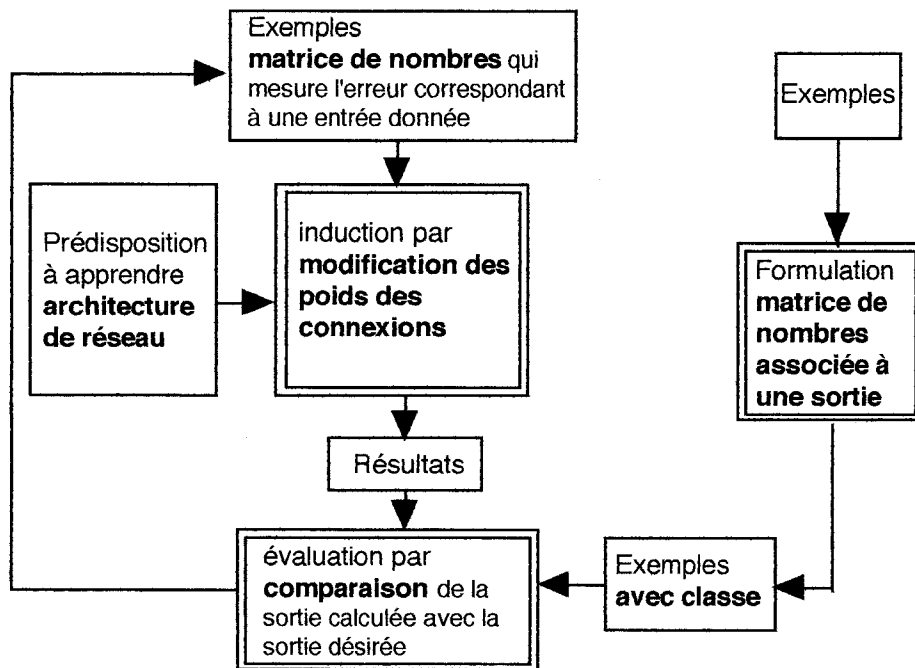 Exemples
matrice de nombres qui
mesure l'erreur correspondant
à une entrée donnée
Exemples
Prédisposition
à apprendre
architecture
de réseau
induction par
modification des
poids des
connexions
Formulation
matrice de
nombres
associée à
une sortie
Résultats
évaluation par
comparaison de la
sortie calculée avec la
sortie désirée
Exemples
avec classe